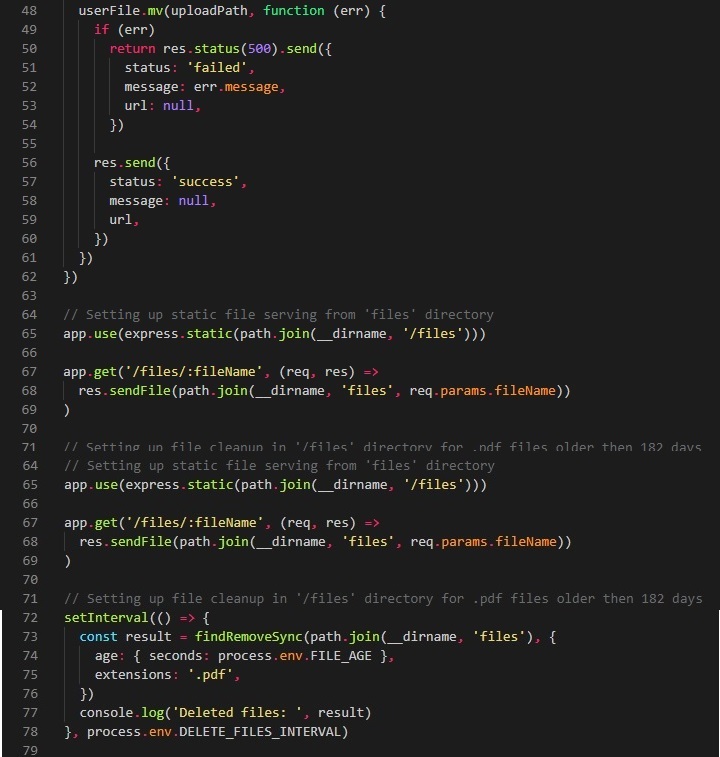 48 userFile.mv(uploadPath, function (err) {
49 if (err)
50 return res.status(500).send({
51 status: 'failed',
52 message: err.message,
53 url: null,
54 })
55
56 res.send({
57 status: 'success',
58 message: null,
59 url,
60 })
61 })
62 })
63
64 // Setting up static file serving from 'files' directory
65 app.use(express.static(path.join(__dirname, '/files')))
66
67 app.get('/files/:fileName', (req, res) =>
68 res.sendFile(path.join(__dirname, 'files', req.params.fileName))
69 )
70
71 // Setting up file cleanup in '/files' directory for .pdf files older then 182 days
64 // Setting up static file serving from 'files' directory
65 app.use(express.static(path.join(__dirname, '/files')))
66
67 app.get('/files/:fileName', (req, res) =>
68 res.sendFile(path.join(__dirname, 'files', req.params.fileName))
69 )
70
71 // Setting up file cleanup in '/files' directory for .pdf files older then 182 days
72 setInterval(() => {
73 const result = findRemoveSync(path.join(__dirname, 'files'), {
74 age: { seconds: process.env.FILE_AGE },
75 extensions: '.pdf',
76 })
77 console.log('Deleted files: ', result)
78 }, process.env.DELETE_FILES_INTERVAL)
79